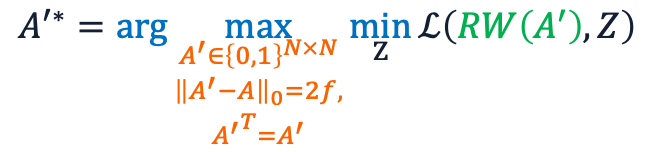 A′* = arg max min ℒ(RW(A′), Z)
A′∈{0,1}^{N×N} Z
‖A′−A‖₀=2f,
A′ᵀ=A′